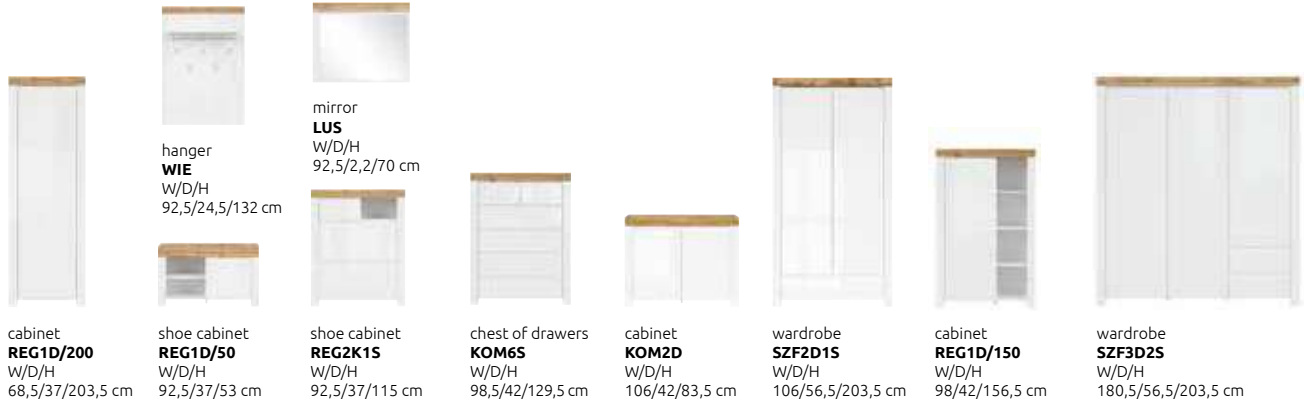 hanger
WIE
W/D/H
92,5/24,5/132 cm
mirror
LUS
W/D/H
92,5/2,2/70 cm
cabinet
REG1D/200
W/D/H
68,5/37/203,5 cm
shoe cabinet
REG1D/50
W/D/H
92,5/37/53 cm
shoe cabinet
REG2K1S
W/D/H
92,5/37/115 cm
chest of drawers
KOM6S
W/D/H
98,5/42/129,5 cm
cabinet
KOM2D
W/D/H
106/42/83,5 cm
wardrobe
SZF2D1S
W/D/H
106/56,5/203,5 cm
cabinet
REG1D/150
W/D/H
98/42/156,5 cm
wardrobe
SZF3D2S
W/D/H
180,5/56,5/203,5 cm